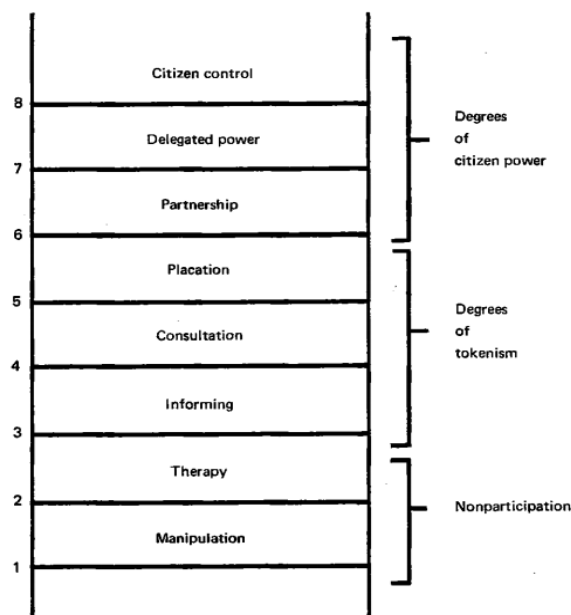 Citizen control
8
Delegated power
7
Partnership
6
Placation
5
Consultation
4
Informing
3
Therapy
2
Manipulation
1
Degrees
of
citizen power
Degrees
of
tokenism
Nonparticipation